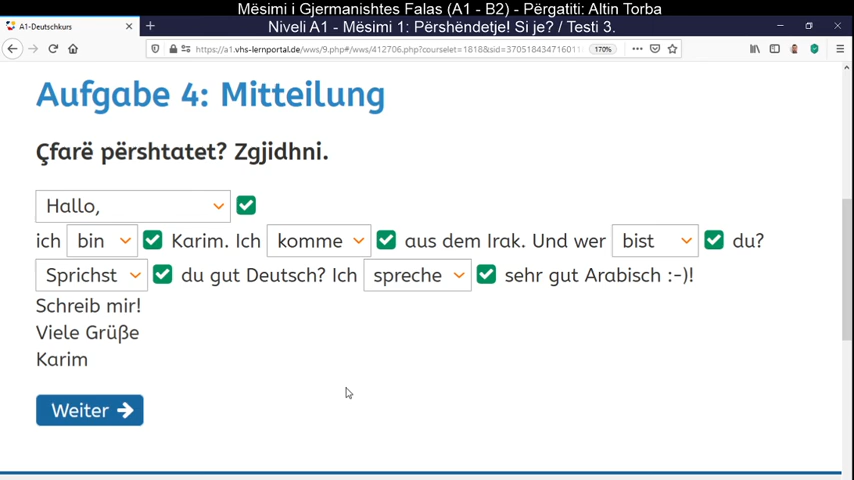 Mësimi i Gjermanishtes Falas (A1 - B2) - Përgatiti: Altin Torba
A1-Deutschkurs
Niveli A1 - Mësimi 1: Përshëndetje! Si je? / Testi 3.
https://a1.vhs-lernportal.de/wws/9.php#/wws/412706.php?courselet=1818&sid=370518434716011
170%
Aufgabe 4: Mitteilung
Çfarë përshtatet? Zgjidhni.
Hallo,
ich bin Karim. Ich komme aus dem Irak. Und wer bist du?
Sprichst du gut Deutsch? Ich spreche sehr gut Arabisch :-)!
Schreib mir!
Viele Grüße
Karim
Weiter